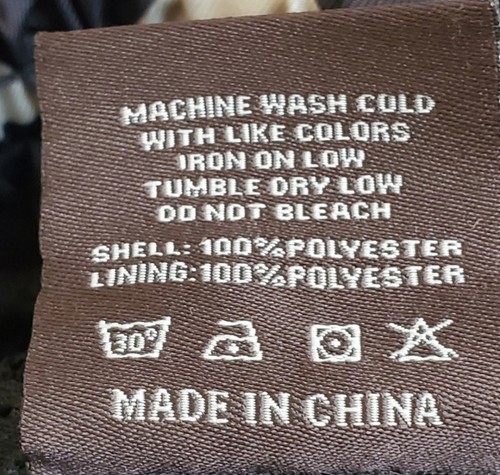 MACHINE WASH COLD
WITH LIKE COLORS
IRON ON LOW
TUMBLE DRY LOW
DO NOT BLEACH
SHELL: 100%POLYESTER
LINING:100%POLYESTER
30°
MADE IN CHINA